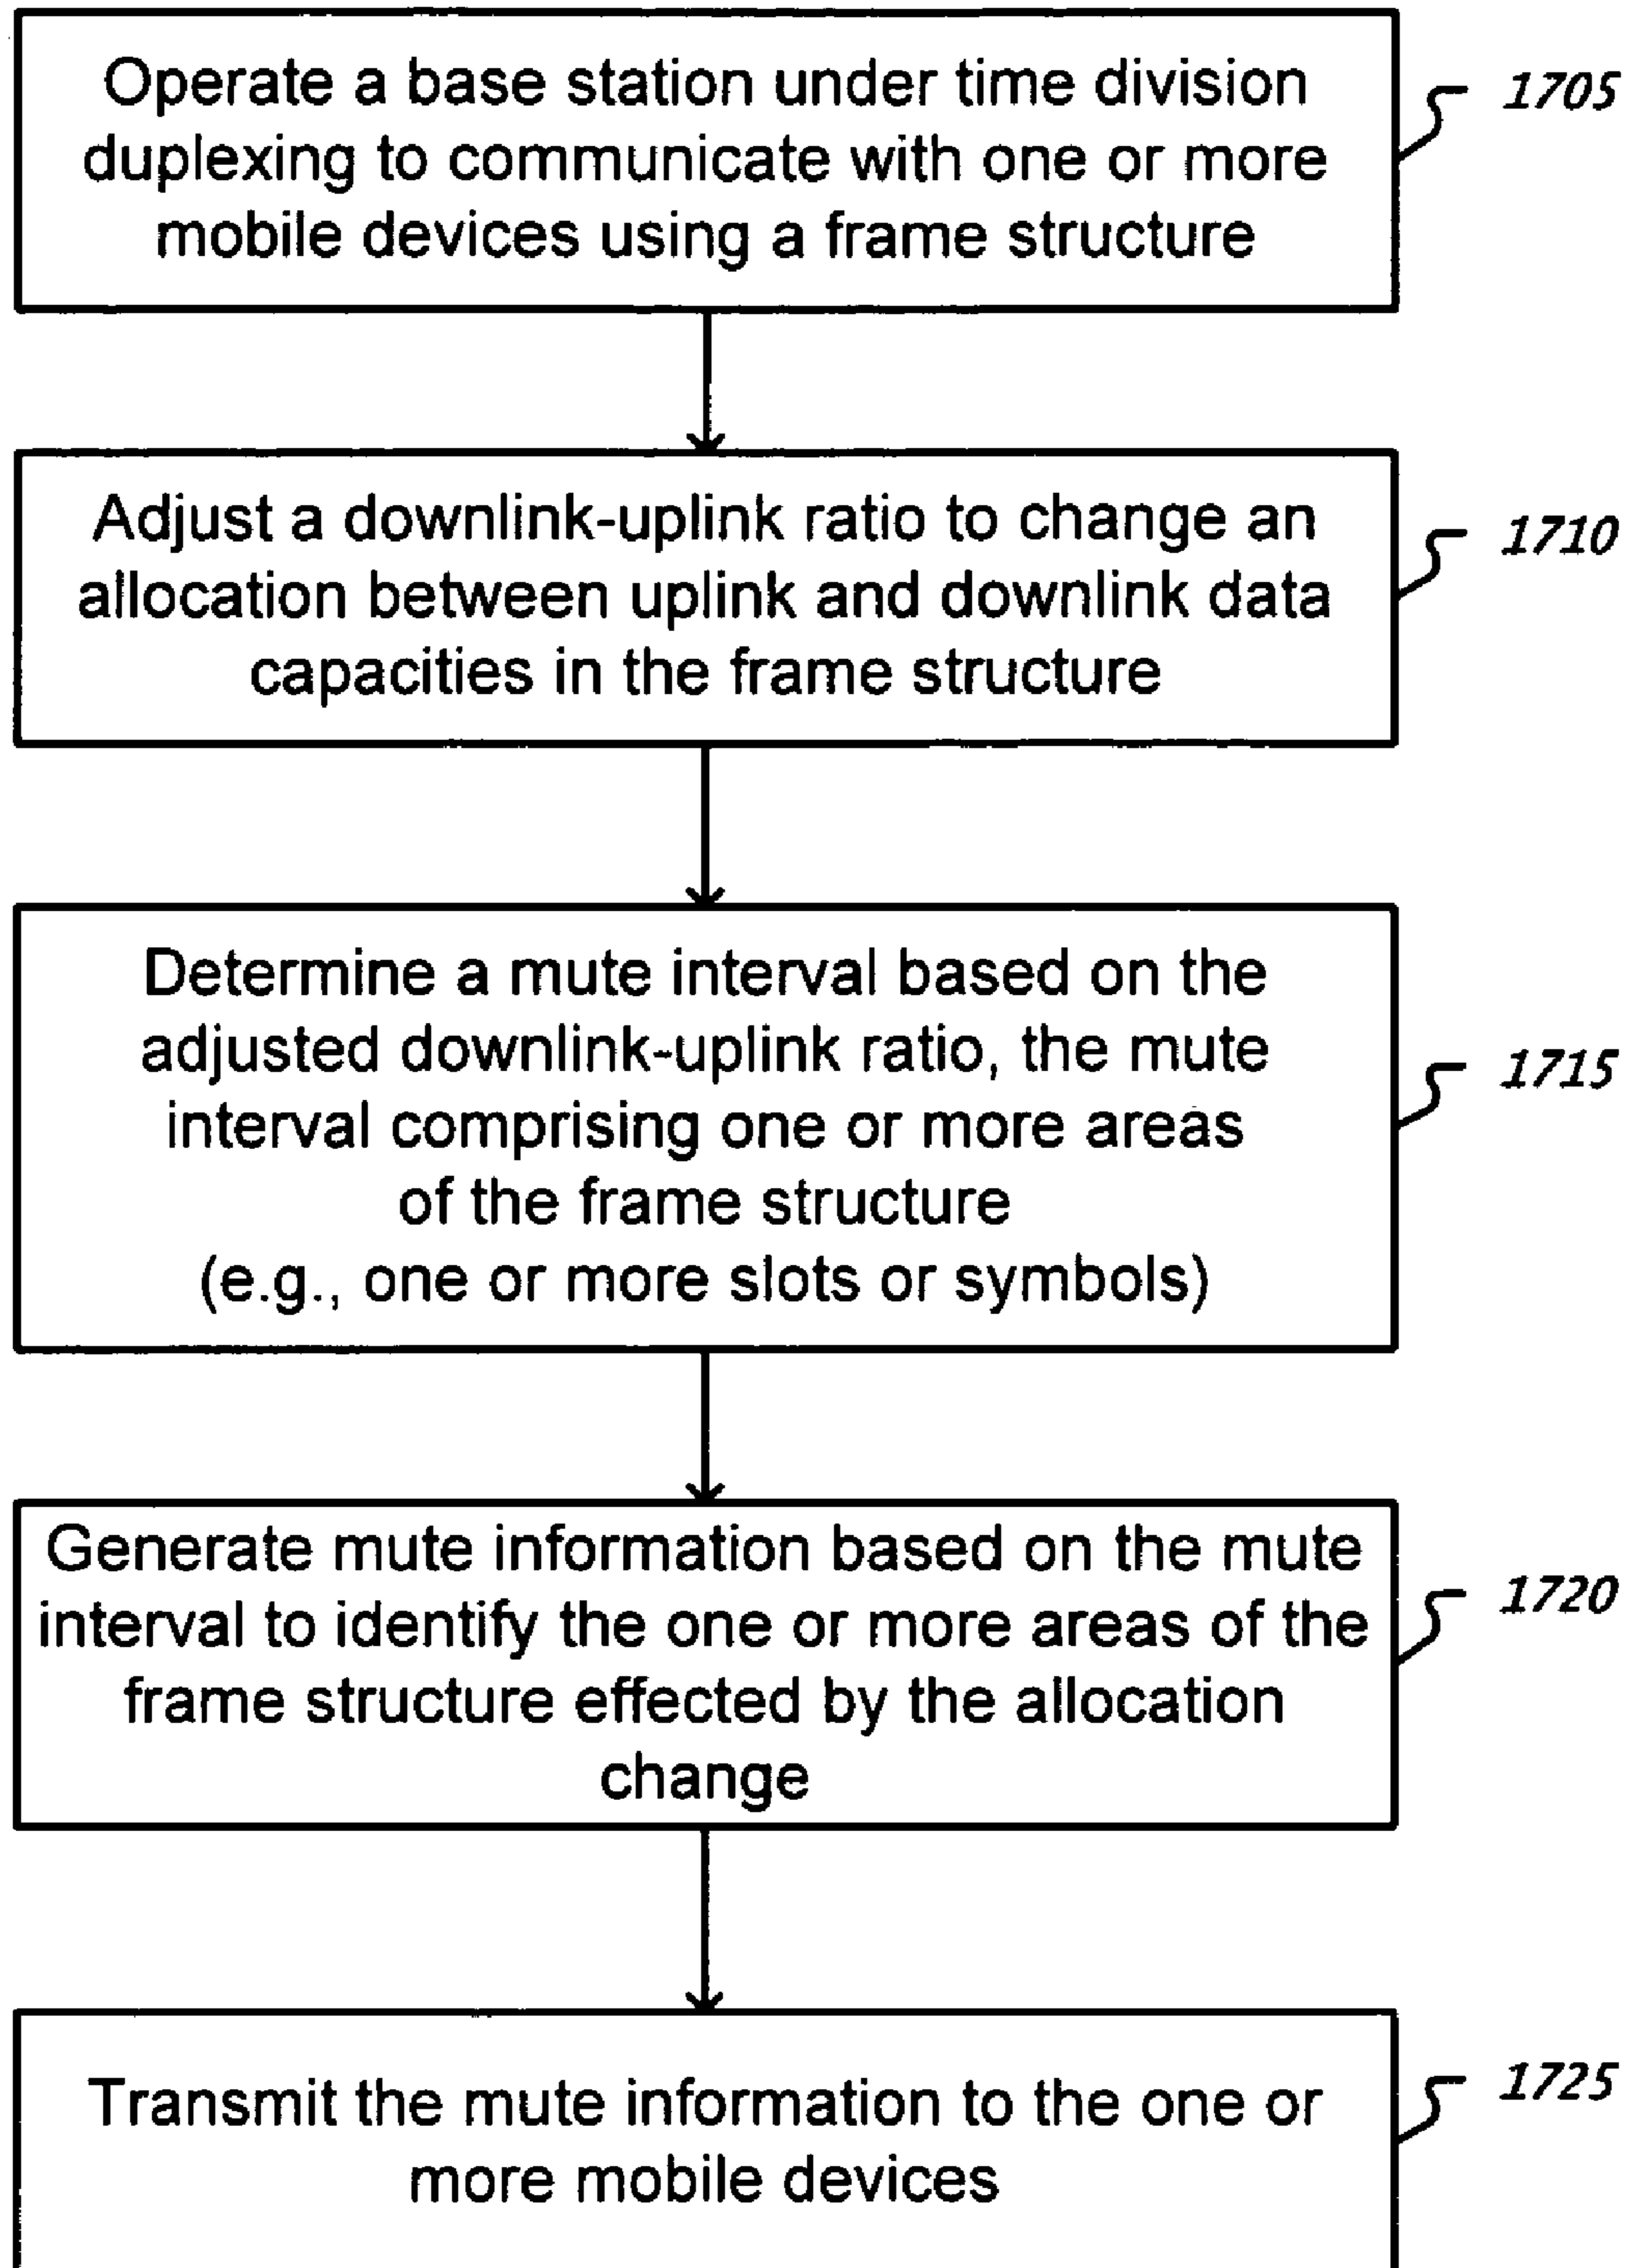 Operate a base station under time division
duplexing to communicate with one or more
mobile devices using a frame structure
1705
Adjust a downlink-uplink ratio to change an
allocation between uplink and downlink data
capacities in the frame structure
1710
Determine a mute interval based on the
adjusted downlink-uplink ratio, the mute
interval comprising one or more areas
of the frame structure
(e.g., one or more slots or symbols)
1715
Generate mute information based on the mute
interval to identify the one or more areas of the
frame structure effected by the allocation
change
1720
Transmit the mute information to the one or
more mobile devices
1725